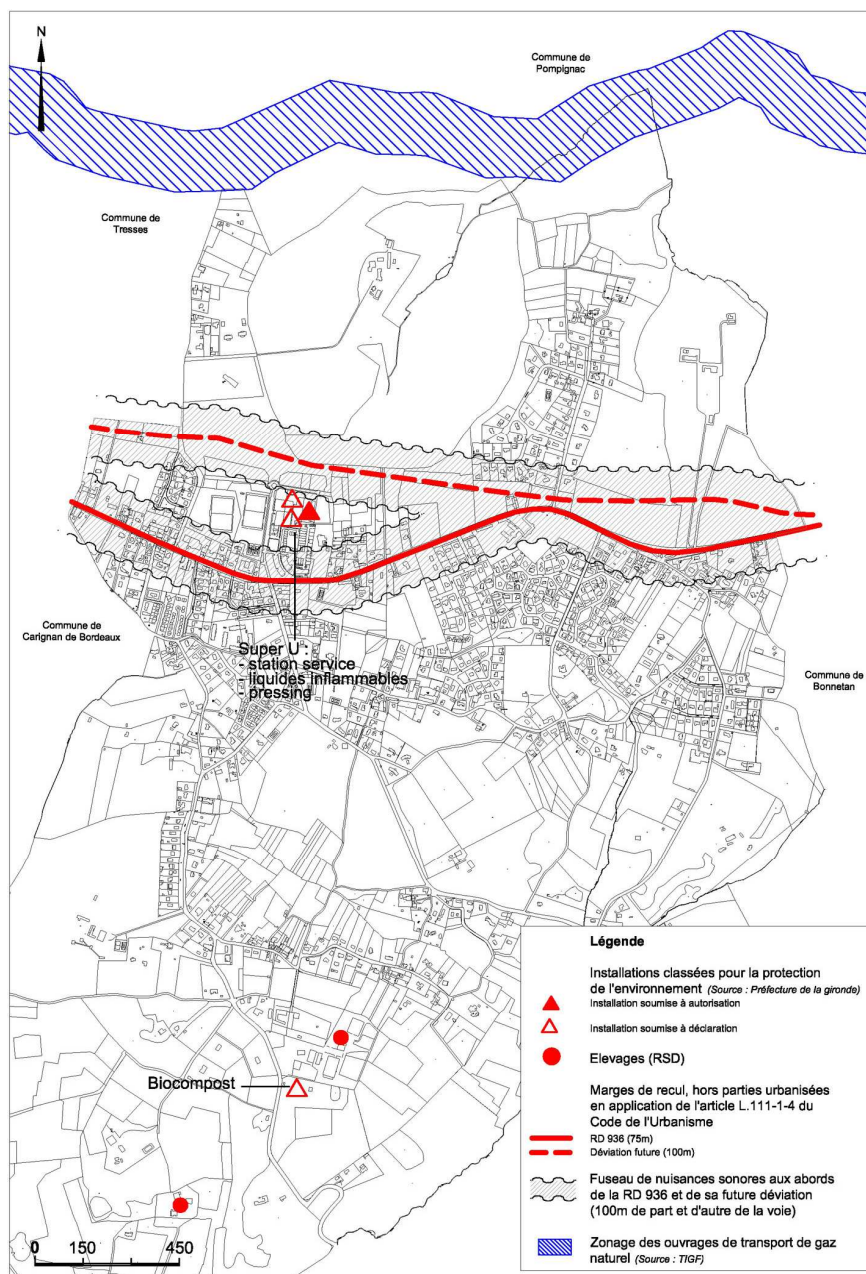 N
Commune de
Pompignac
Commune de
Tresses
Commune de
Carignan de Bordeaux
Super U :
- station service
- liquides inflammables
- pressing
Commune de
Bonnetan
Biocompost
0 150 450
Légende
Installations classées pour la protection
de l'environnement (Source : Préfecture de la gironde)
Installation soumise à autorisation
Installation soumise à déclaration
Elevages (RSD)
Marges de recul, hors parties urbanisées
en application de l'article L.111-1-4 du
Code de l'Urbanisme
RD 936 (75m)
Déviation future (100m)
Fuseau de nuisances sonores aux abords
de la RD 936 et de sa future déviation
(100m de part et d'autre de la voie)
Zonage des ouvrages de transport de gaz
naturel (Source : TIGF)